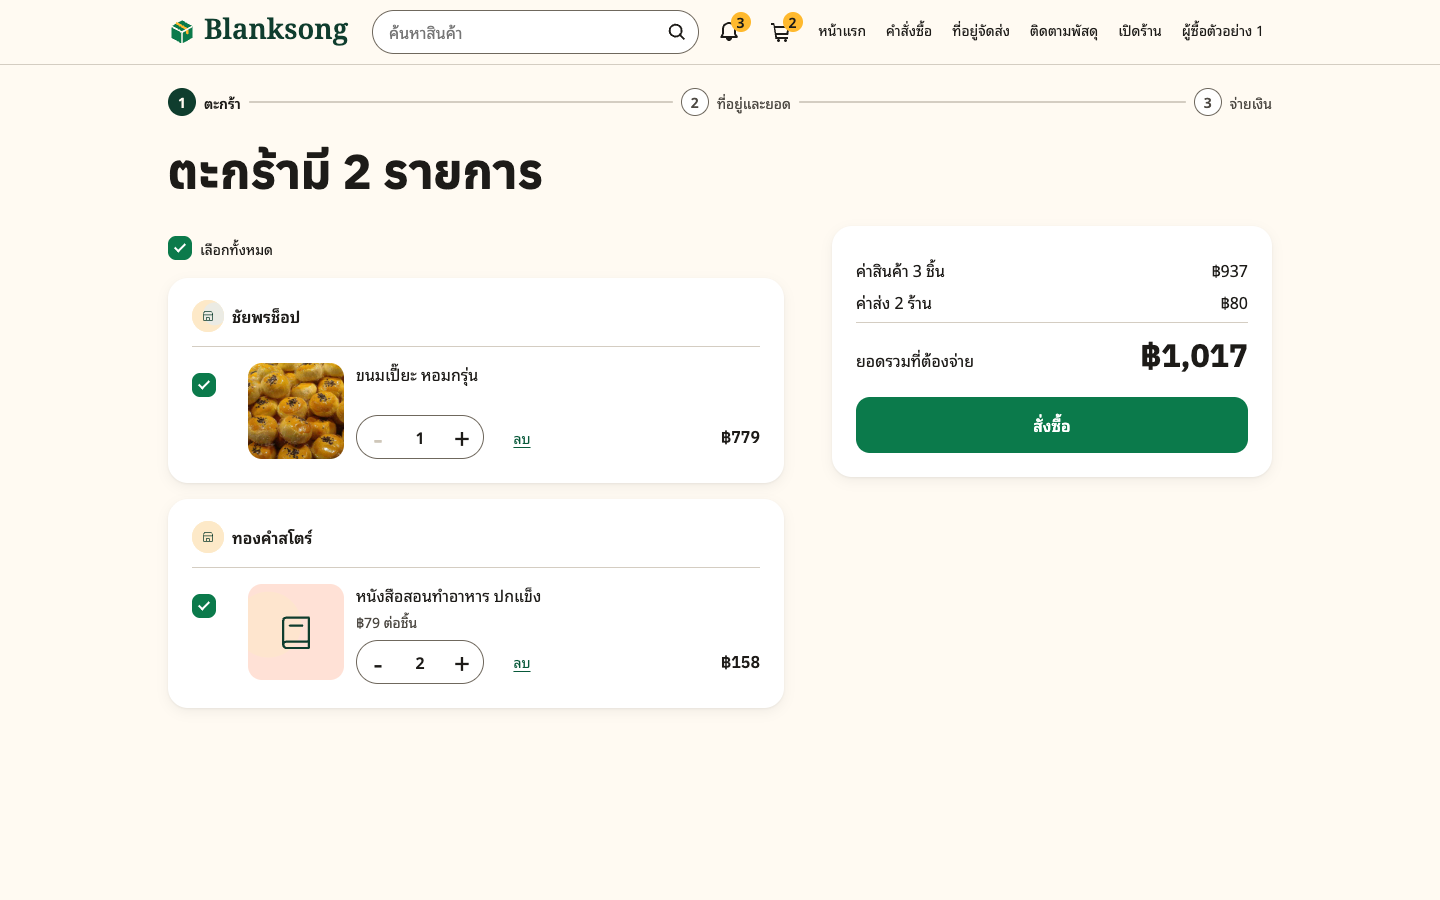 Blanksong
ค้นหาสินค้า
3
2
หน้าแรก
คำสั่งซื้อ
ที่อยู่จัดส่ง
ติดตามพัสดุ
เปิดร้าน
ผู้ซื้อตัวอย่าง 1
1 ตะกร้า
2 ที่อยู่และยอด
3 จ่ายเงิน
ตะกร้ามี 2 รายการ
เลือกทั้งหมด
ชัยพรช็อป
ขนมเปี๊ยะ หอมกรุ่น
- 1 + ลบ ฿779
ทองคำสโตร์
หนังสือสอนทำอาหาร ปกแข็ง
฿79 ต่อชิ้น
- 2 + ลบ ฿158
ค่าสินค้า 3 ชิ้น ฿937
ค่าส่ง 2 ร้าน ฿80
ยอดรวมที่ต้องจ่าย ฿1,017
สั่งซื้อ